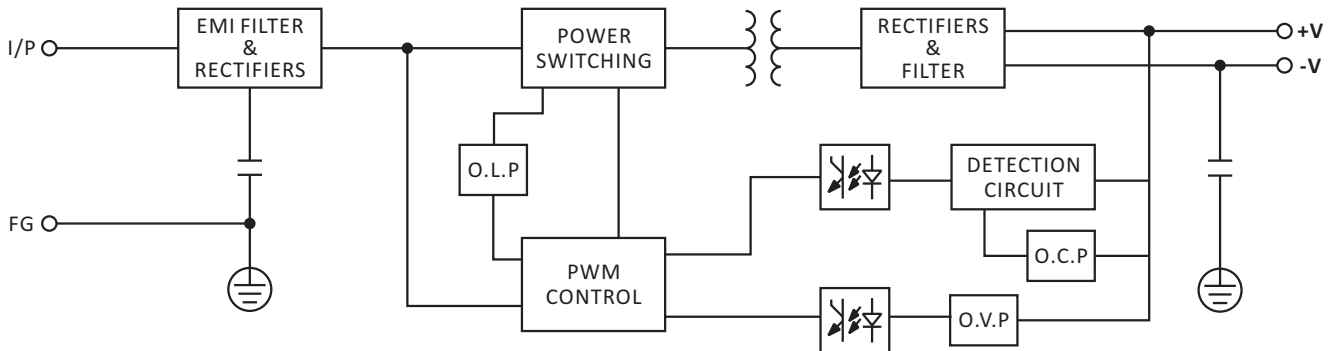 I/P
EMI FILTER
&
RECTIFIERS
POWER
SWITCHING
RECTIFIERS
&
FILTER
+V
-V
O.L.P
DETECTION
CIRCUIT
FG
O.C.P
PWM
CONTROL
O.V.P